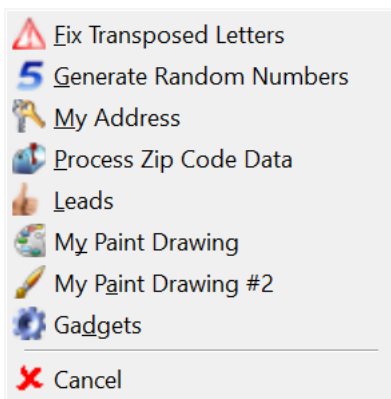 Fix Transposed Letters
5 Generate Random Numbers
My Address
Process Zip Code Data
Leads
My Paint Drawing
My Paint Drawing #2
Gadgets
Cancel